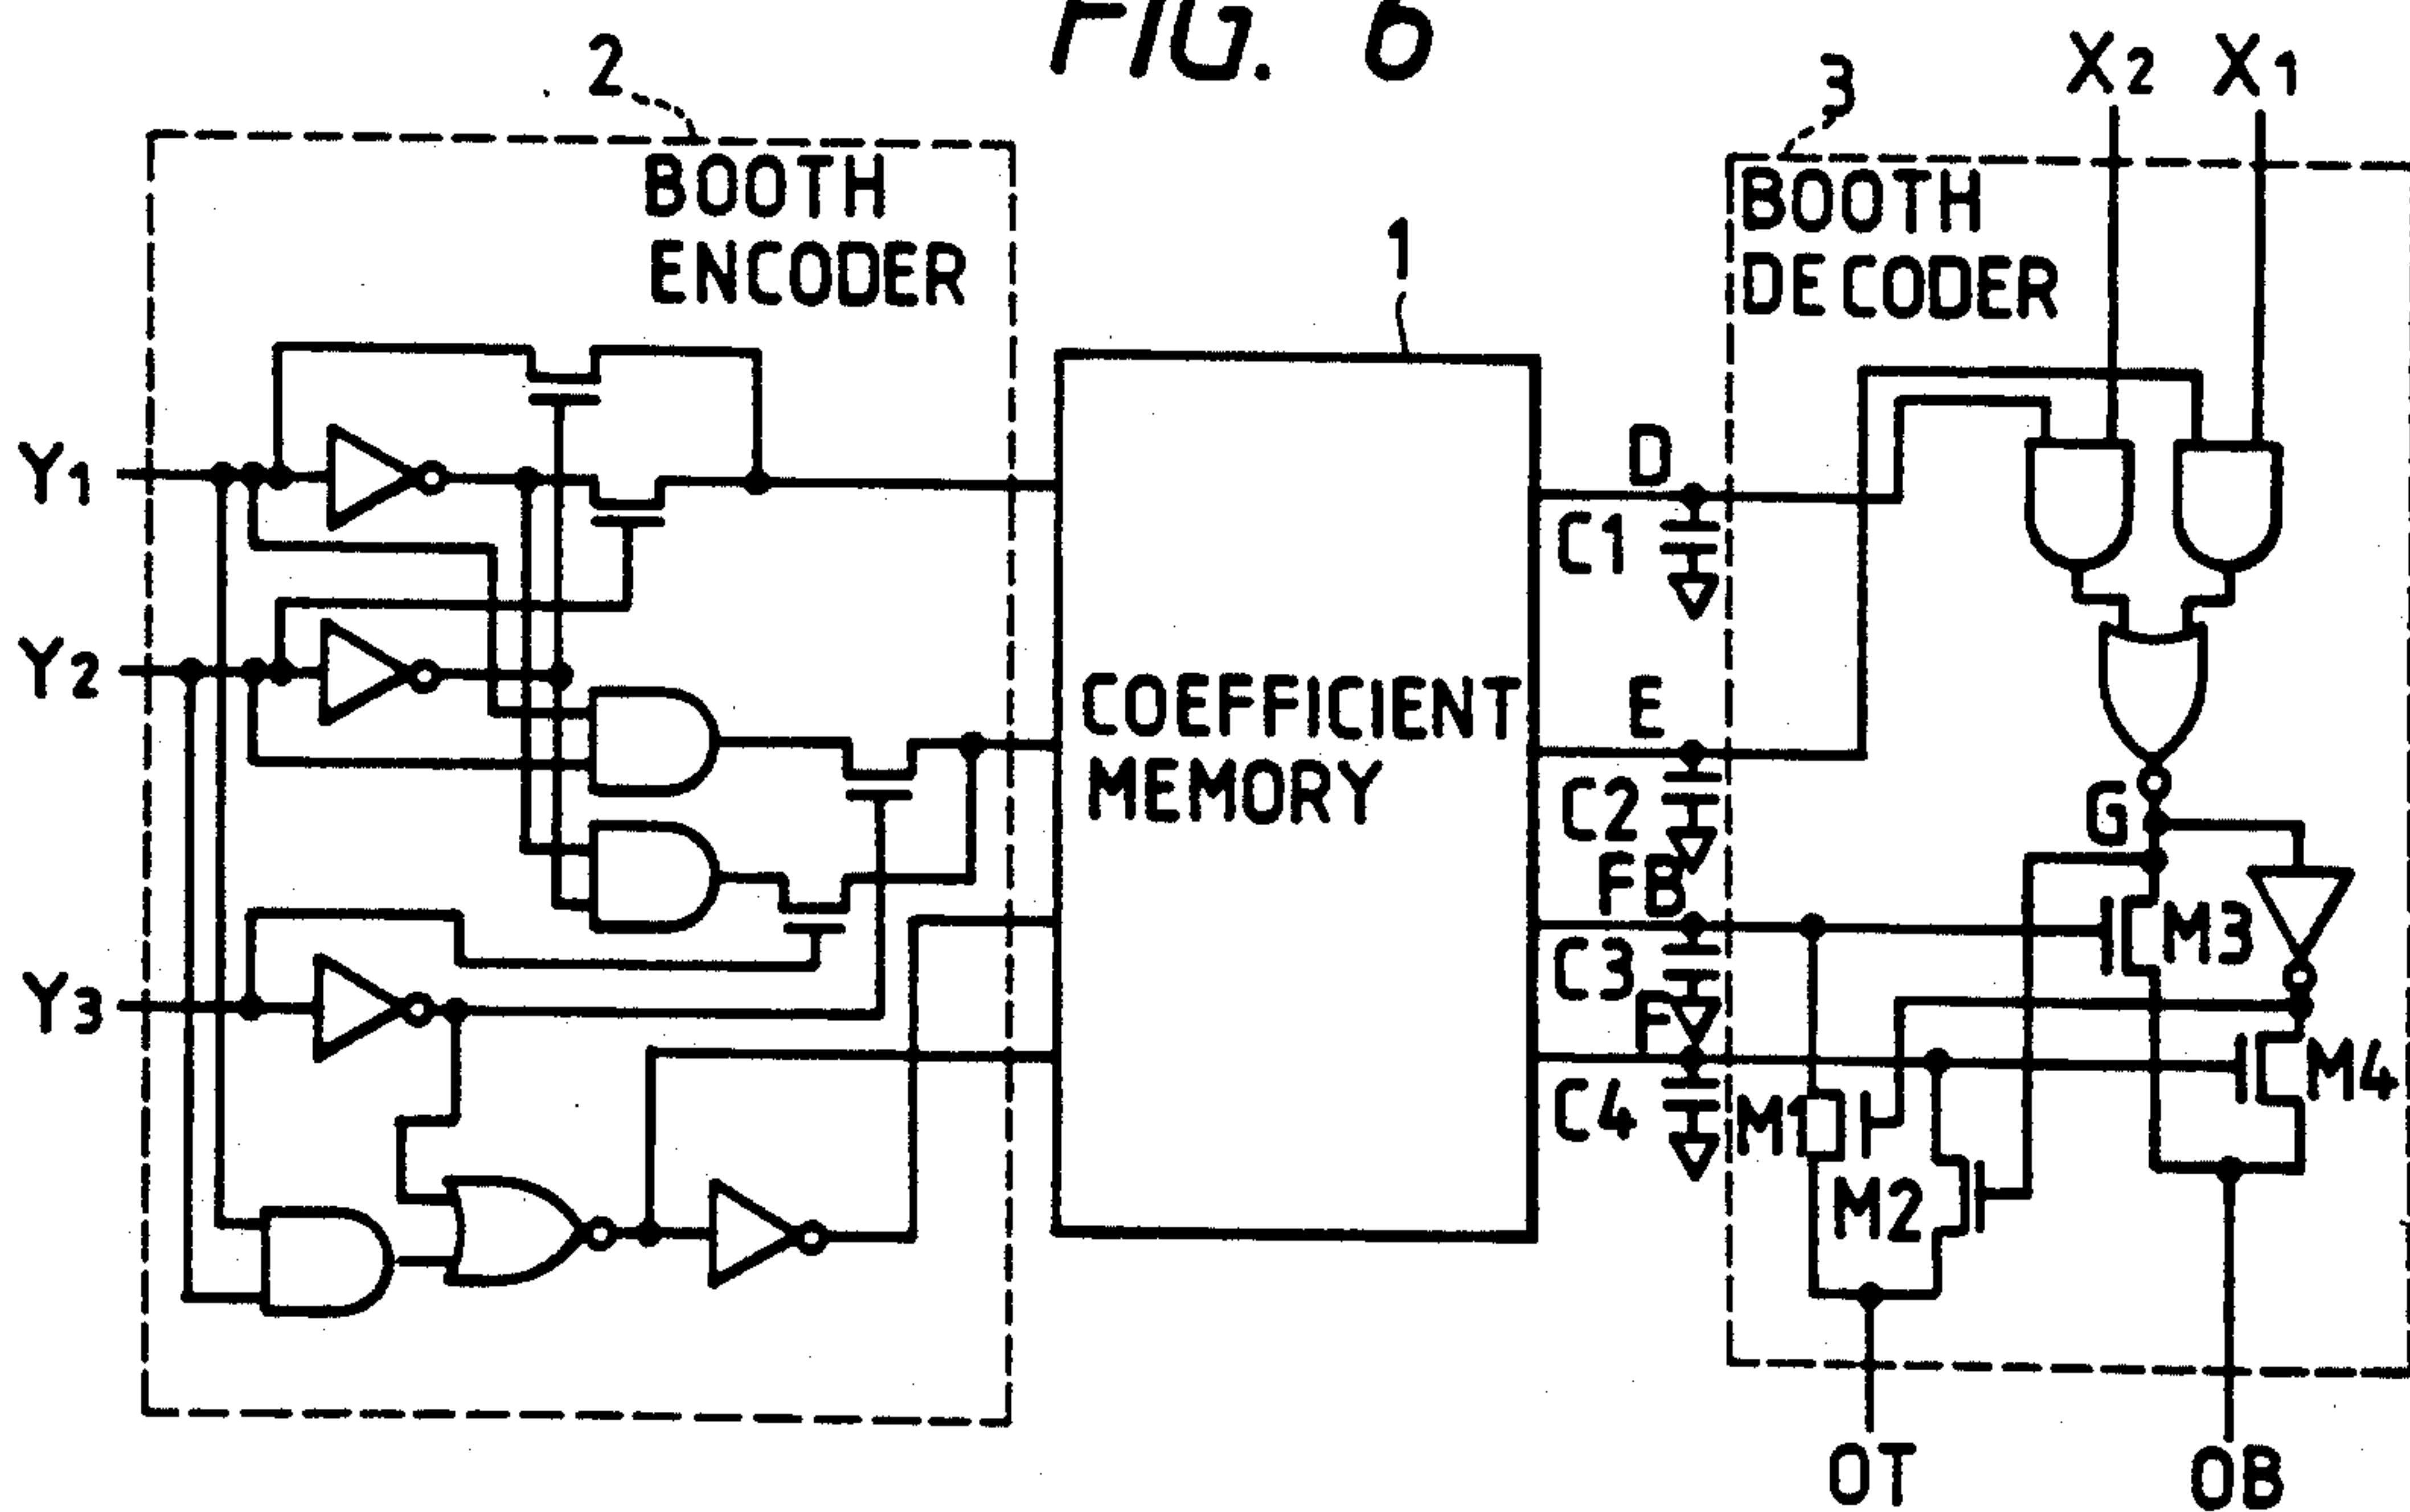 FIG. 6
2
3
X2
X1
BOOTH
ENCODER
BOOTH
DECODER
1
Y1
D
C1
Y2
COEFFICIENT
MEMORY
E
C2
G
FB
M3
C3
Y3
F
M4
C4
M1
M2
OT
OB